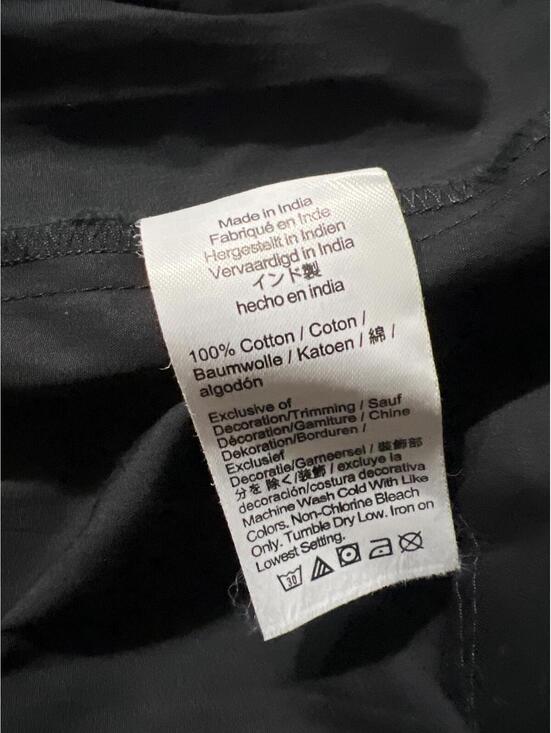 Made in India
Fabriqué en Inde
Hergestellt in Indien
Vervaardigd in India
インド製
hecho en india
100% Cotton / Coton /
Baumwolle / Katoen / 綿 /
algodón
Exclusive of
Decoration/Trimming / Sauf
Décoration/Garniture / Ohne
Dekoration/Borduren /
Exclusief
Decoratie/Garneersel / 装飾部
分を 除く/装飾 / excluye la
decoración/costura decorativa
Machine Wash Cold With Like
Colors. Non-Chlorine Bleach
Only. Tumble Dry Low. Iron on
Lowest Setting.
30